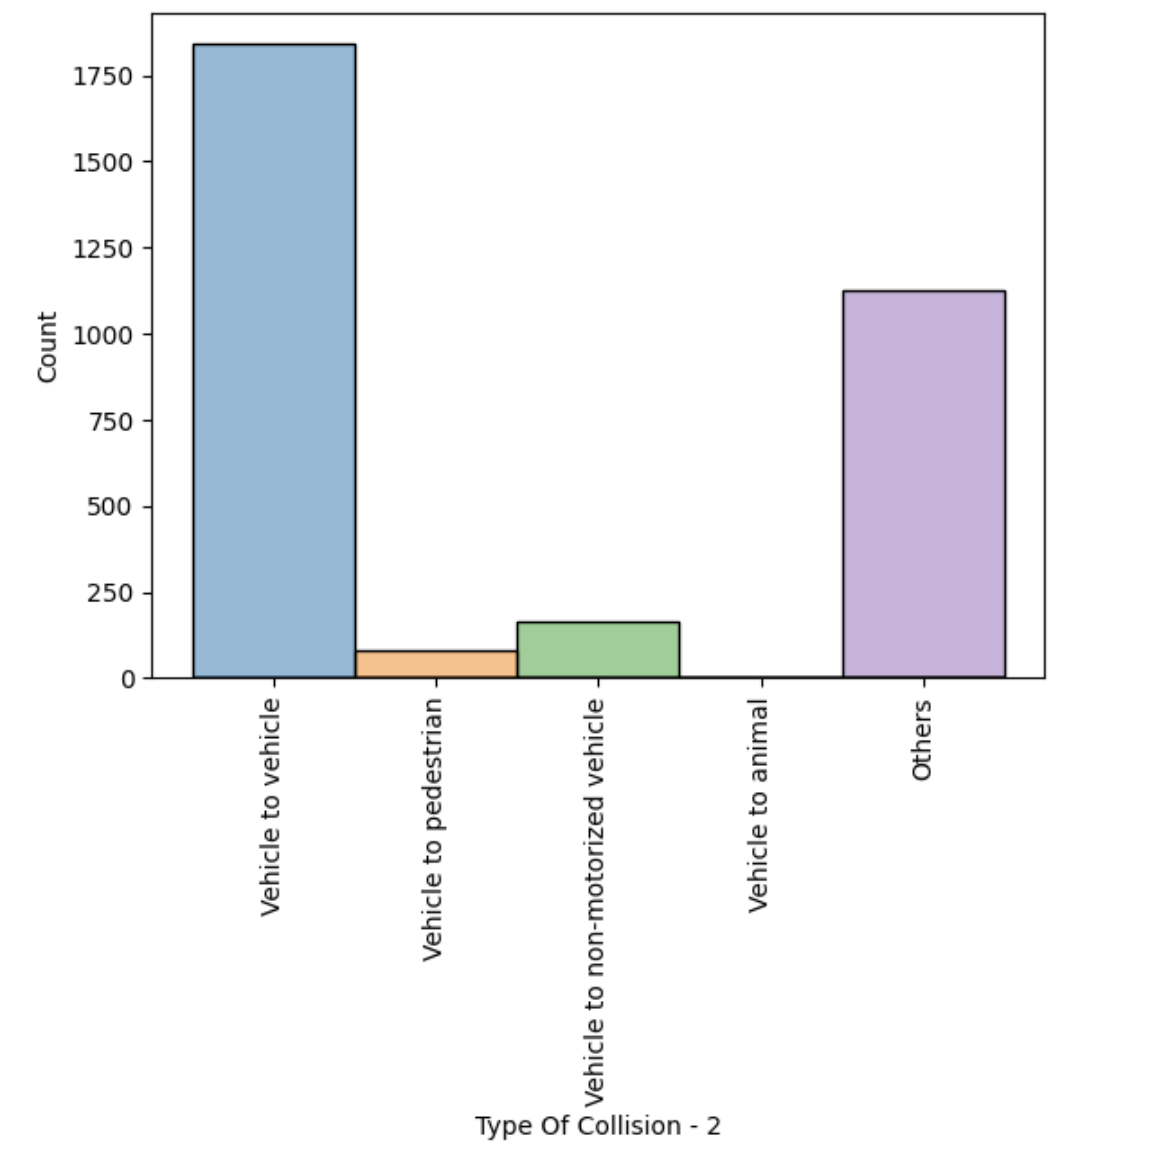 1750
1500
1250
1000
750
500
250
0
Count
Vehicle to vehicle
Vehicle to pedestrian
Vehicle to non-motorized vehicle
Vehicle to animal
Others
Type Of Collision - 2